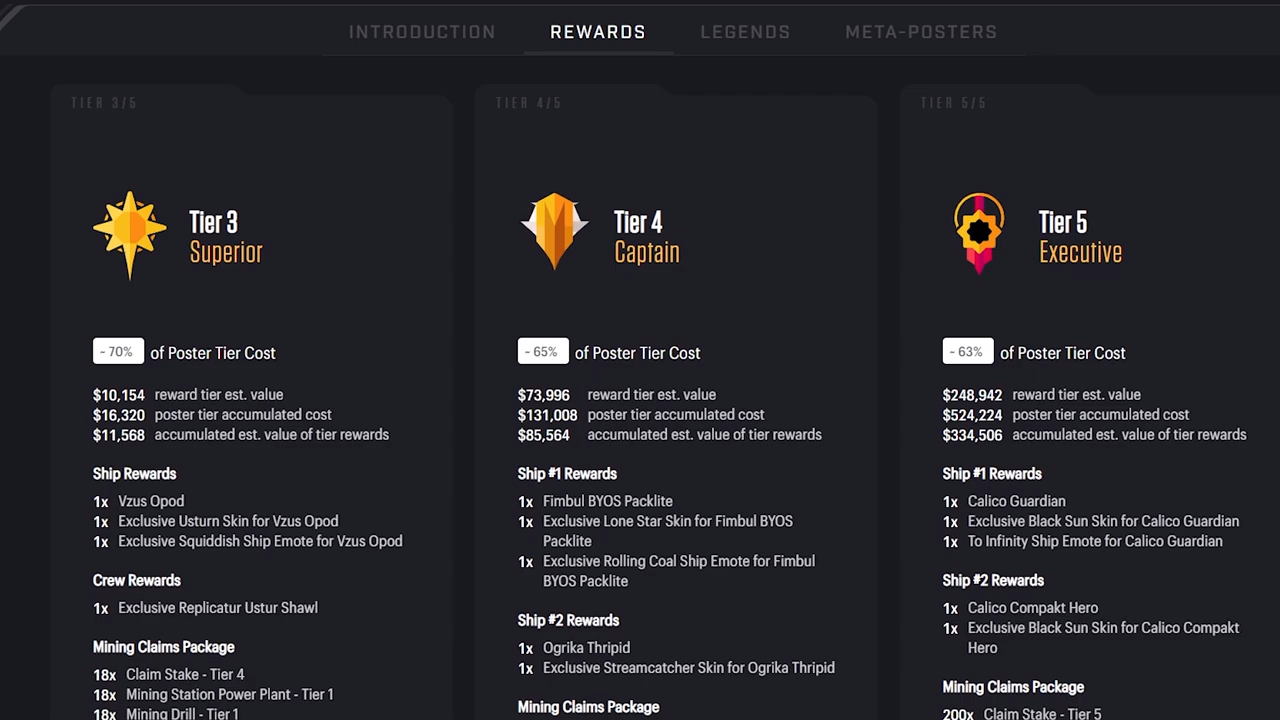 INTRODUCTION
REWARDS
LEGENDS
META-POSTERS
TIER 3/5
Tier 3
Superior
~ 70% of Poster Tier Cost
$10,154 reward tier est. value
$16,320 poster tier accumulated cost
$11,568 accumulated est. value of tier rewards
Ship Rewards
1x Vzus Opod
1x Exclusive Usturn Skin for Vzus Opod
1x Exclusive Squiddish Ship Emote for Vzus Opod
Crew Rewards
1x Exclusive Replicatur Ustur Shawl
Mining Claims Package
18x Claim Stake - Tier 4
18x Mining Station Power Plant - Tier 1
18x Mining Drill - Tier 1
TIER 4/5
Tier 4
Captain
~ 65% of Poster Tier Cost
$73,996 reward tier est. value
$131,008 poster tier accumulated cost
$85,564 accumulated est. value of tier rewards
Ship #1 Rewards
1x Fimbul BYOS Packlite
1x Exclusive Lone Star Skin for Fimbul BYOS
Packlite
1x Exclusive Rolling Coal Ship Emote for Fimbul
BYOS Packlite
Ship #2 Rewards
1x Ogrika Thripid
1x Exclusive Streamcatcher Skin for Ogrika Thripid
Mining Claims Package
TIER 5/5
Tier 5
Executive
~ 63% of Poster Tier Cost
$248,942 reward tier est. value
$524,224 poster tier accumulated cost
$334,506 accumulated est. value of tier rewards
Ship #1 Rewards
1x Calico Guardian
1x Exclusive Black Sun Skin for Calico Guardian
1x To Infinity Ship Emote for Calico Guardian
Ship #2 Rewards
1x Calico Compakt Hero
1x Exclusive Black Sun Skin for Calico Compakt
Hero
Mining Claims Package
200x Claim Stake - Tier 5